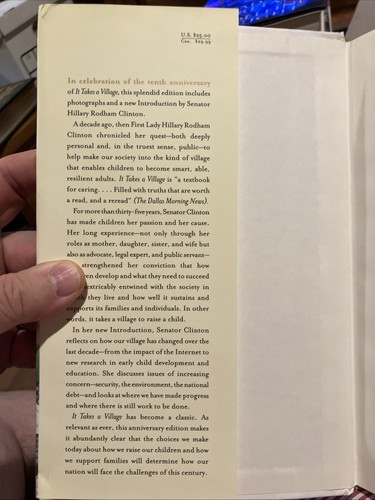 U.S. $25.00
Can. $29.99
In celebration of the tenth anniversary
of It Takes a Village, this splendid edition includes
photographs and a new Introduction by Senator
Hillary Rodham Clinton.
A decade ago, then First Lady Hillary Rodham
Clinton chronicled her quest—both deeply
personal and, in the truest sense, public—to
help make our society into the kind of village
that enables children to become smart, able,
resilient adults. It Takes a Village is "a textbook
for caring. . . . Filled with truths that are worth
a read, and a reread" (The Dallas Morning News).
For more than thirty-five years, Senator Clinton
has made children her passion and her cause.
Her long experience—not only through her
roles as mother, daughter, sister, and wife but
also as advocate, legal expert, and public servant—
strengthened her conviction that how
en develop and what they need to succeed
extricably entwined with the society in
they live and how well it sustains and
ports its families and individuals. In other
words, it takes a village to raise a child.
In her new Introduction, Senator Clinton
reflects on how our village has changed over the
last decade—from the impact of the Internet to
new research in early child development and
education. She discusses issues of increasing
concern—security, the environment, the national
debt—and looks at where we have made progress
and where there is still work to be done.
It Takes a Village has become a classic. As
relevant as ever, this anniversary edition makes
it abundantly clear that the choices we make
today about how we raise our children and how
we support families will determine how our
nation will face the challenges of this century.